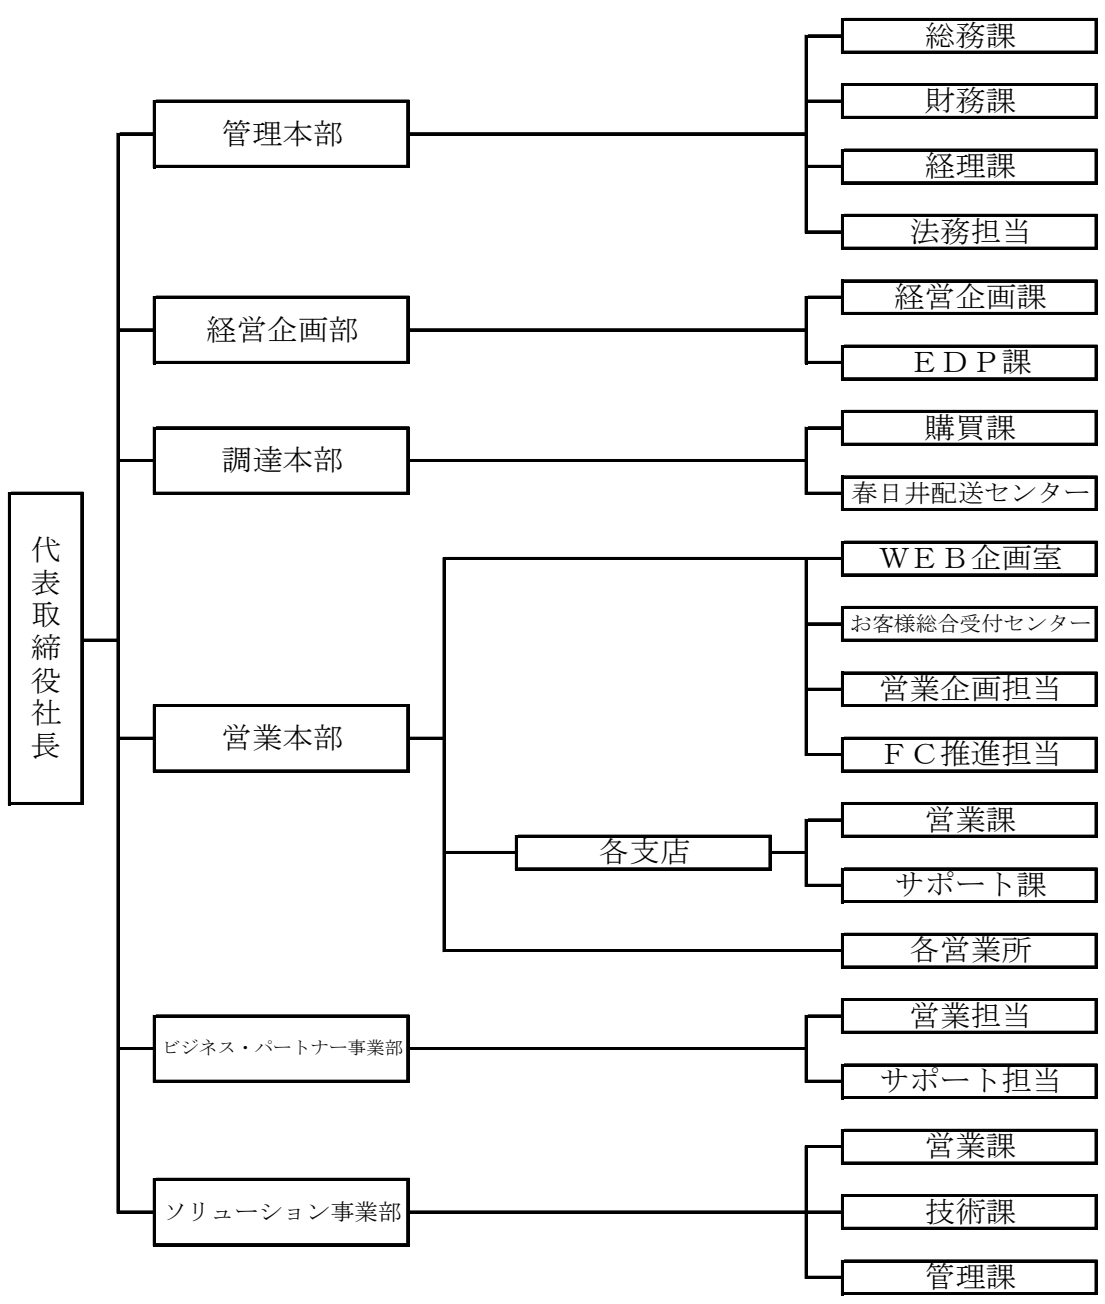 代表取締役社長
管理本部
総務課
財務課
経理課
法務担当
経営企画部
経営企画課
ＥＤＰ課
調達本部
購買課
春日井配送センター
営業本部
ＷＥＢ企画室
お客様総合受付センター
営業企画担当
ＦＣ推進担当
各支店
営業課
サポート課
各営業所
ビジネス・パートナー事業部
営業担当
サポート担当
ソリューション事業部
営業課
技術課
管理課